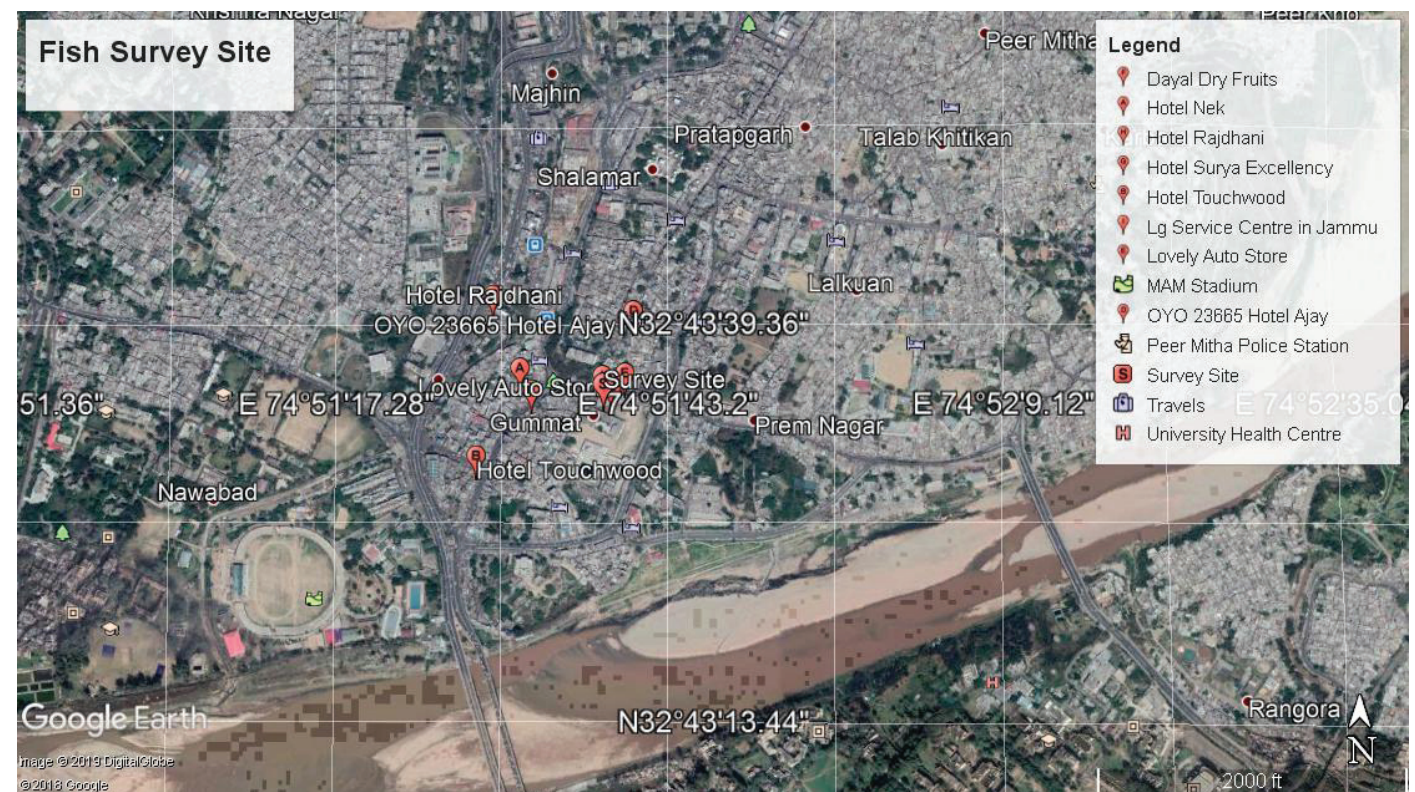 Krishna Nagar
Peer Kho
Fish Survey Site
Peer Mitha
Majhin
Pratapgarh
Talab Khitikan
Shalamar
Lalkuan
Hotel Rajdhani
OYO 23665 Hotel Ajay
N32°43'39.36"
Lovely Auto Stor
Survey Site
51.36"
E 74°51'17.28"
E 74°51'43.2"
E 74°52'9.12"
E 74°52'35.0
Gummat
Prem Nagar
Hotel Touchwood
Nawabad
Legend
Dayal Dry Fruits
Hotel Nek
Hotel Rajdhani
Hotel Surya Excellency
Hotel Touchwood
Lg Service Centre in Jammu
Lovely Auto Store
MAM Stadium
OYO 23665 Hotel Ajay
Peer Mitha Police Station
Survey Site
Travels
University Health Centre
Google Earth
N32°43'13.44"
Rangora
N
Image © 2019 DigitalGlobe
©2018 Google
2000 ft